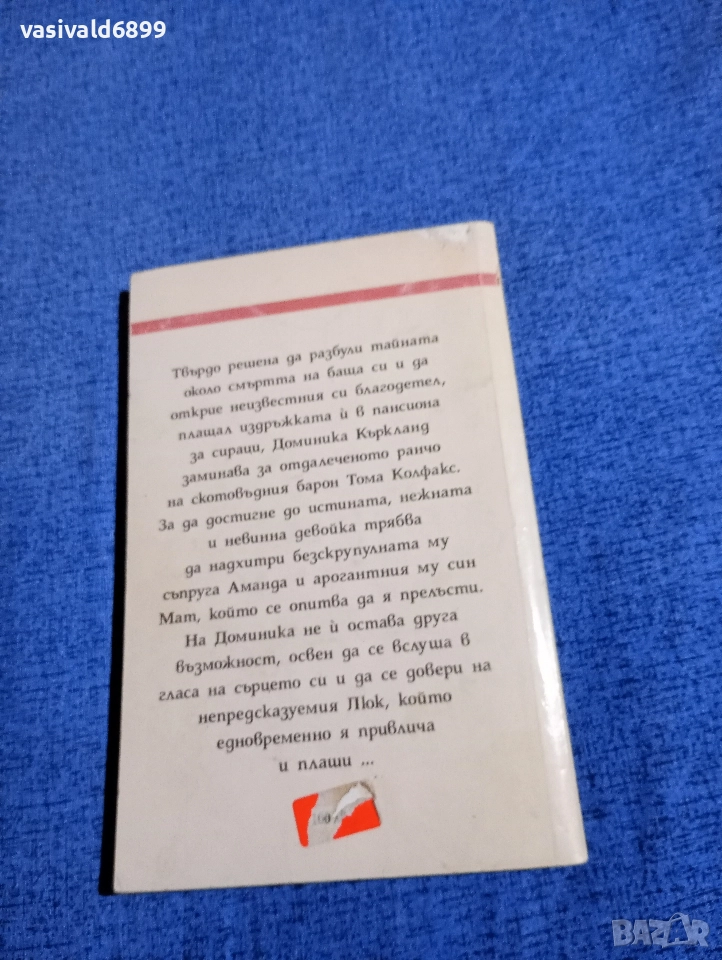 vasivald6899
Твърдо решена да разбули тайната
около смъртта на баща си и да
открие неизвестния си благодетел,
плащал издръжката ѝ в пансиона
за сираци, Доминика Къркланд
заминава за отдалеченото ранчо
на скотовъдния барон Тома Колфакс.
За да достигне до истината, нежната
и невинна девойка трябва
да надхитри безскрупулната му
съпруга Аманда и арогантния му син
Мат, който се опитва да я прелъсти.
На Доминика не ѝ остава друга
възможност, освен да се вслуша в
гласа на сърцето си и да се довери на
непредсказуемия Люк, който
едновременно я привлича
и плаши ...
BAZAR